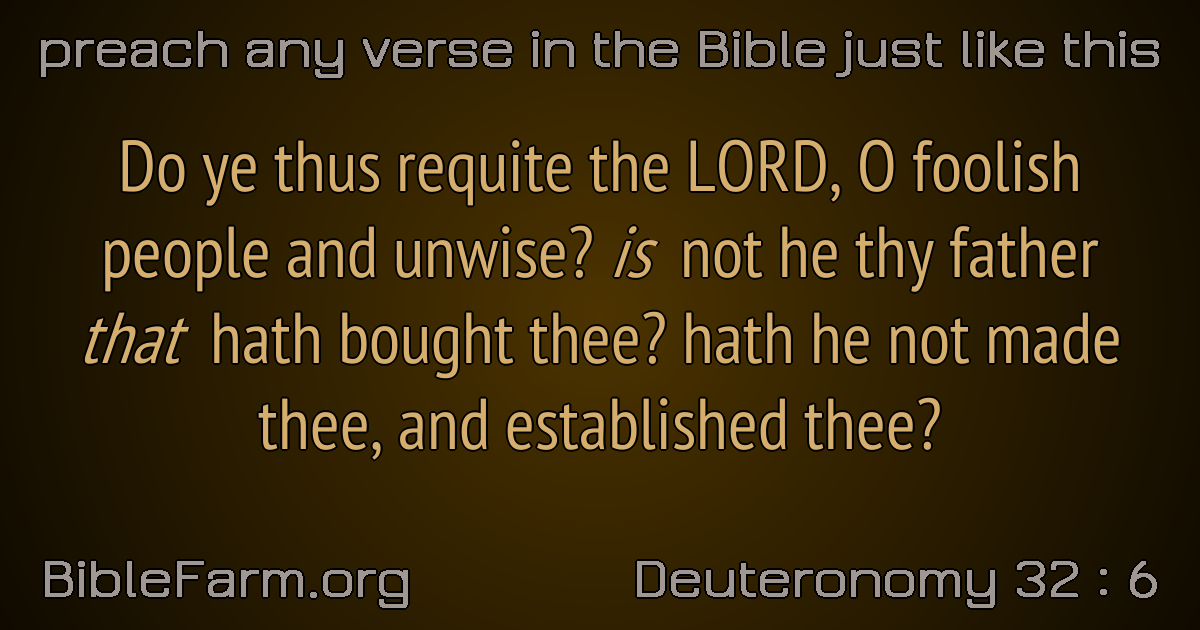 preach any verse in the Bible just like this
Do ye thus requite the LORD, O foolish
people and unwise? is not he thy father
that hath bought thee? hath he not made
thee, and established thee?
BibleFarm.org
Deuteronomy 32 : 6